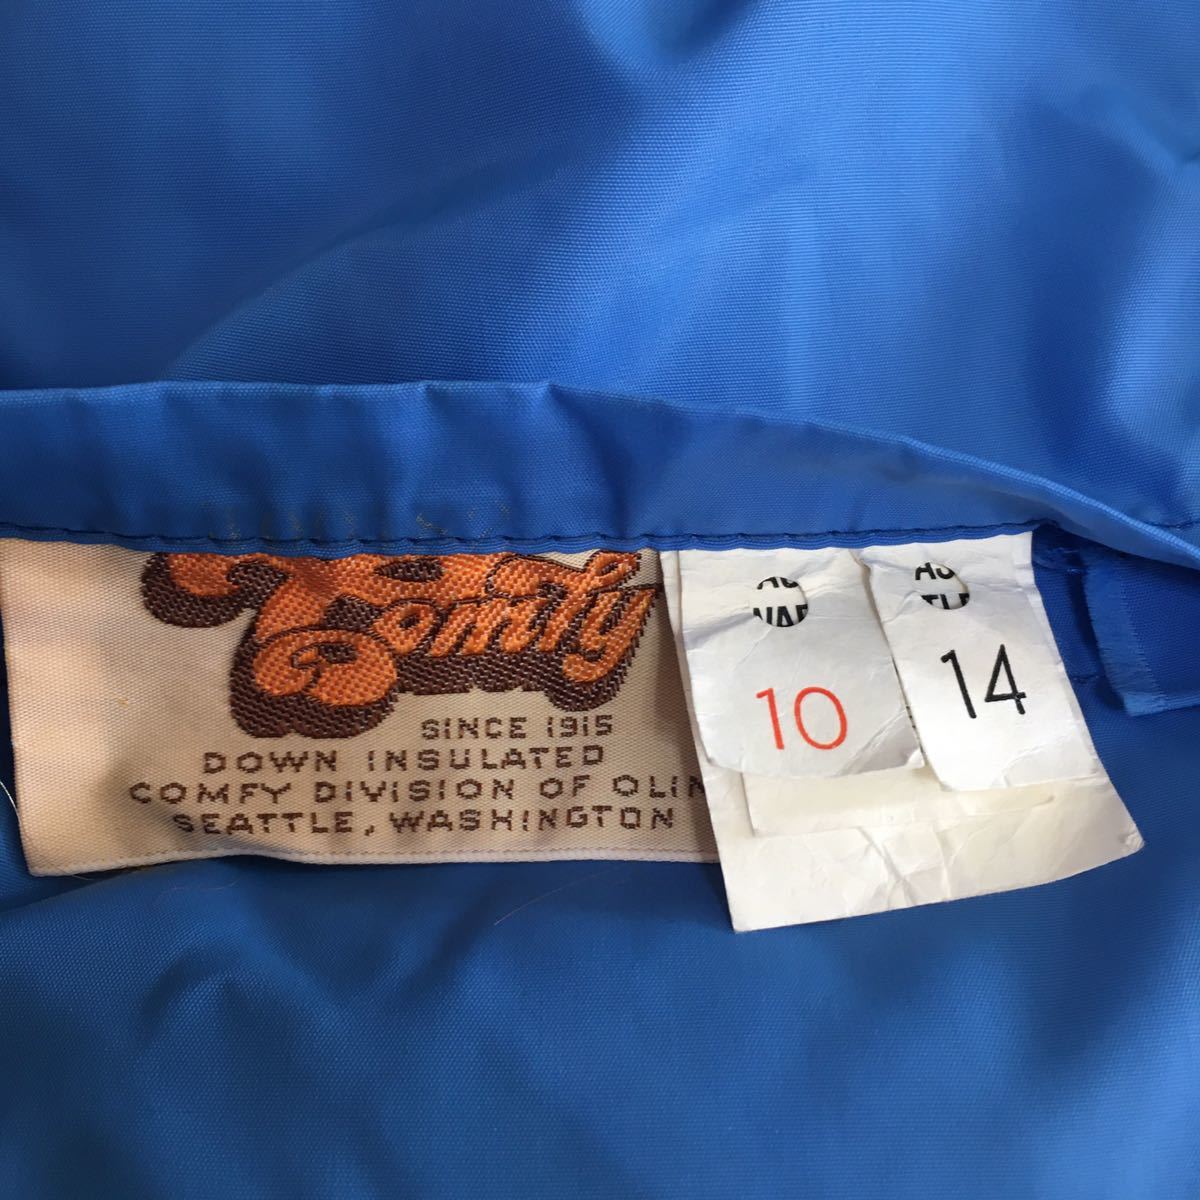 Comfy
SINCE 1915
DOWN INSULATED
COMFY DIVISION OF OLIN
SEATTLE, WASHINGTON
10
14